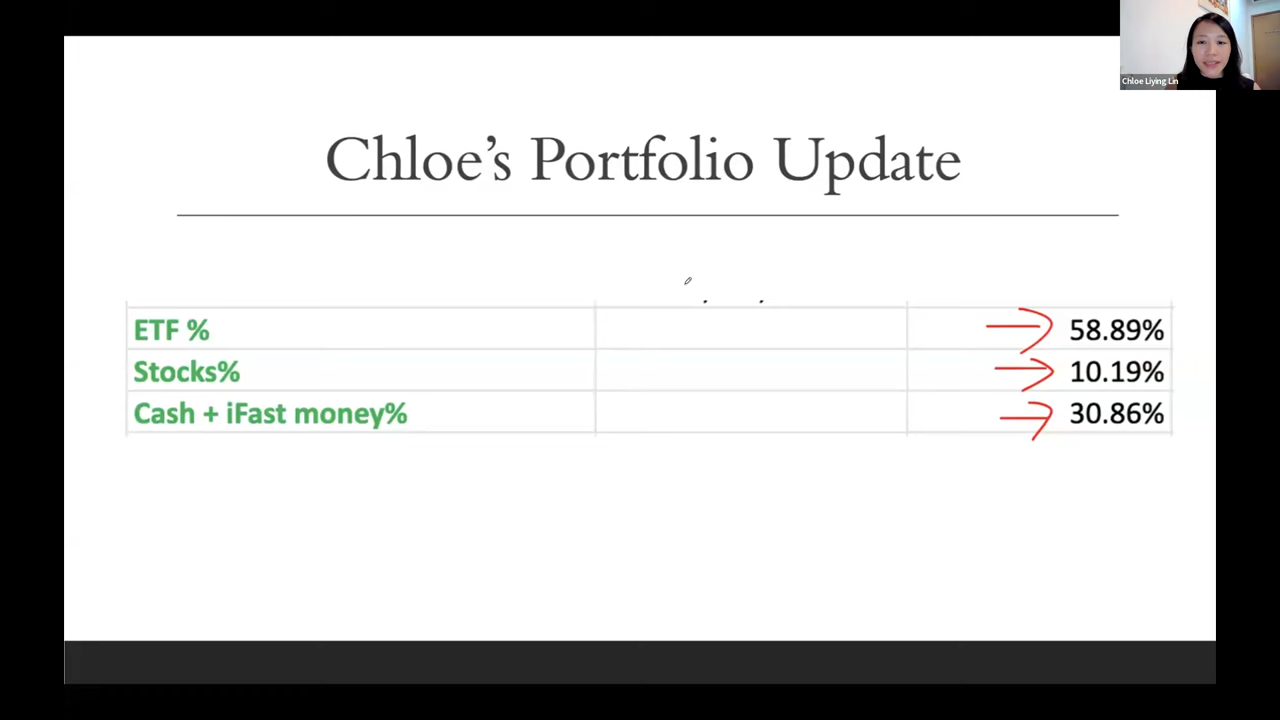 Chloe Liying Lin
Chloe's Portfolio Update
ETF % 58.89%
Stocks% 10.19%
Cash + iFast money% 30.86%